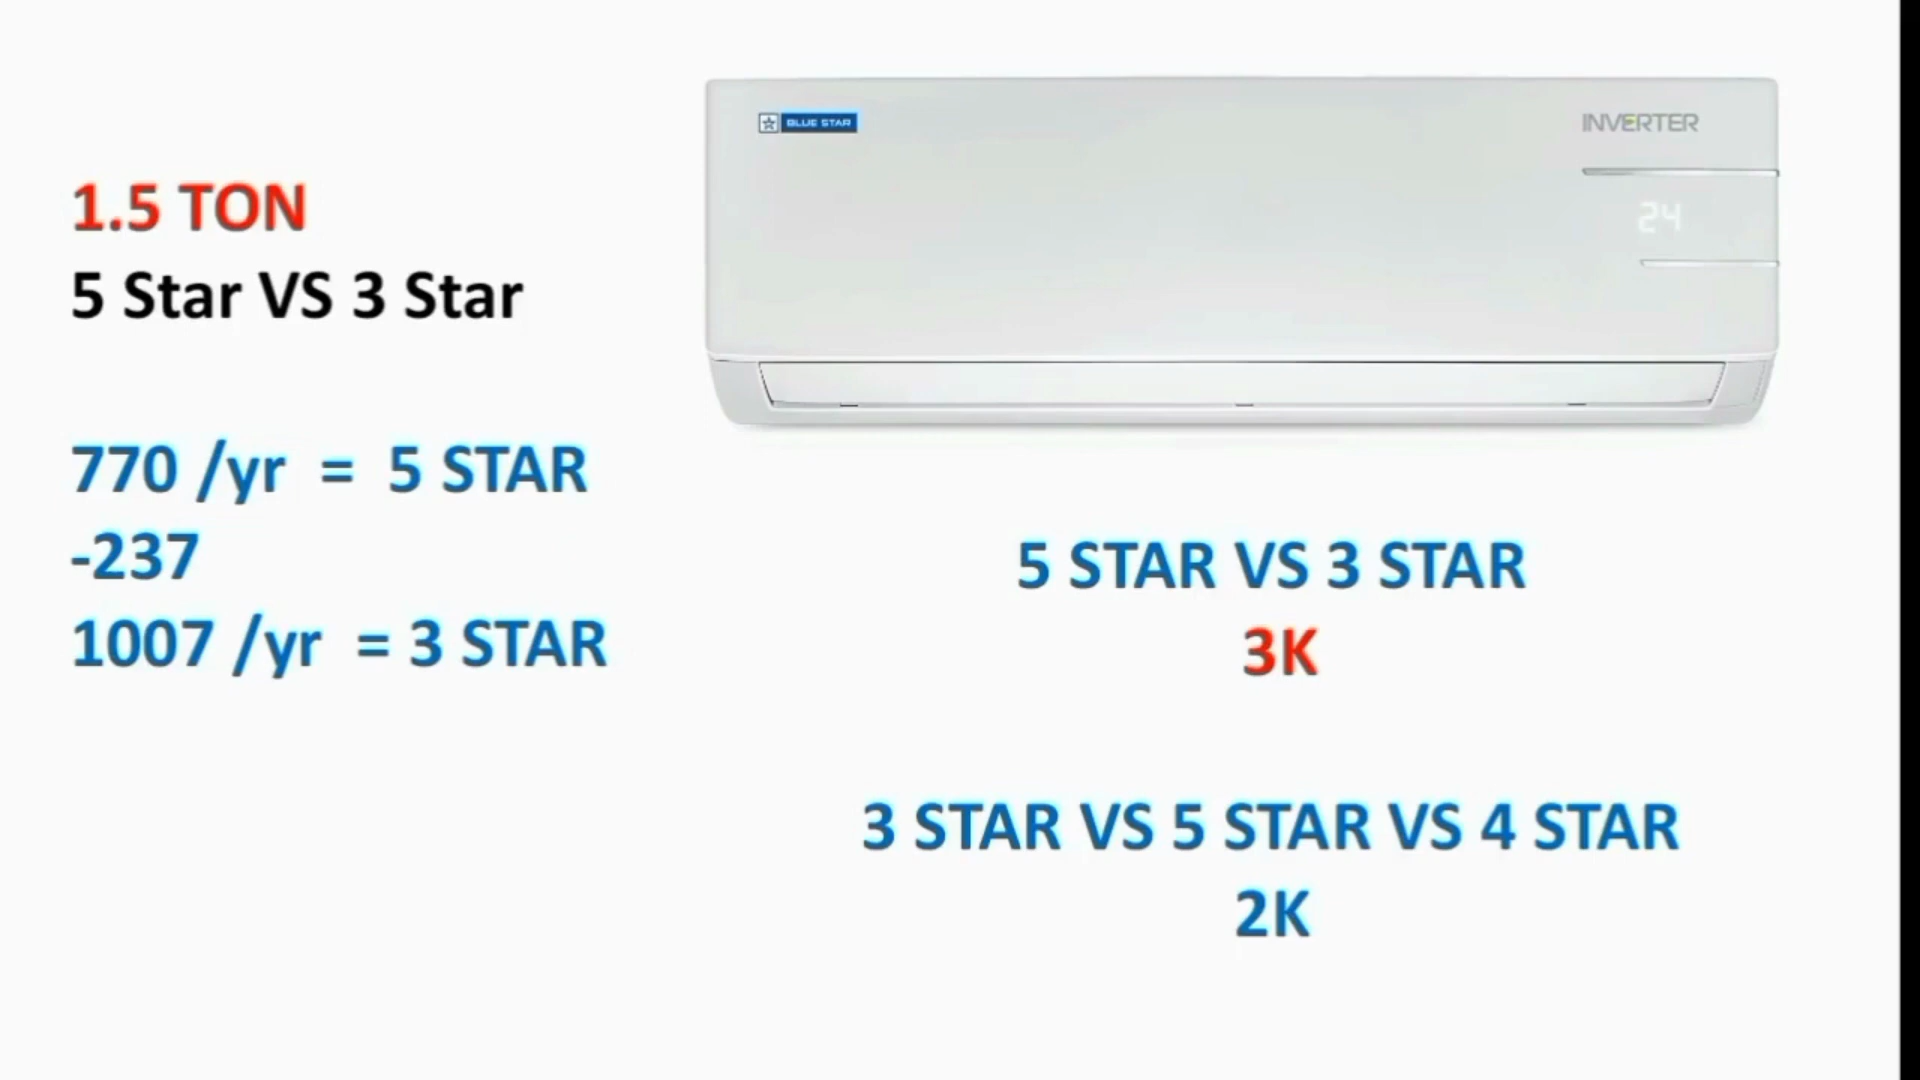 BLUE STAR
INVERTER
24
1.5 TON
5 Star VS 3 Star
770 /yr = 5 STAR
-237
1007 /yr = 3 STAR
5 STAR VS 3 STAR
3K
3 STAR VS 5 STAR VS 4 STAR
2K